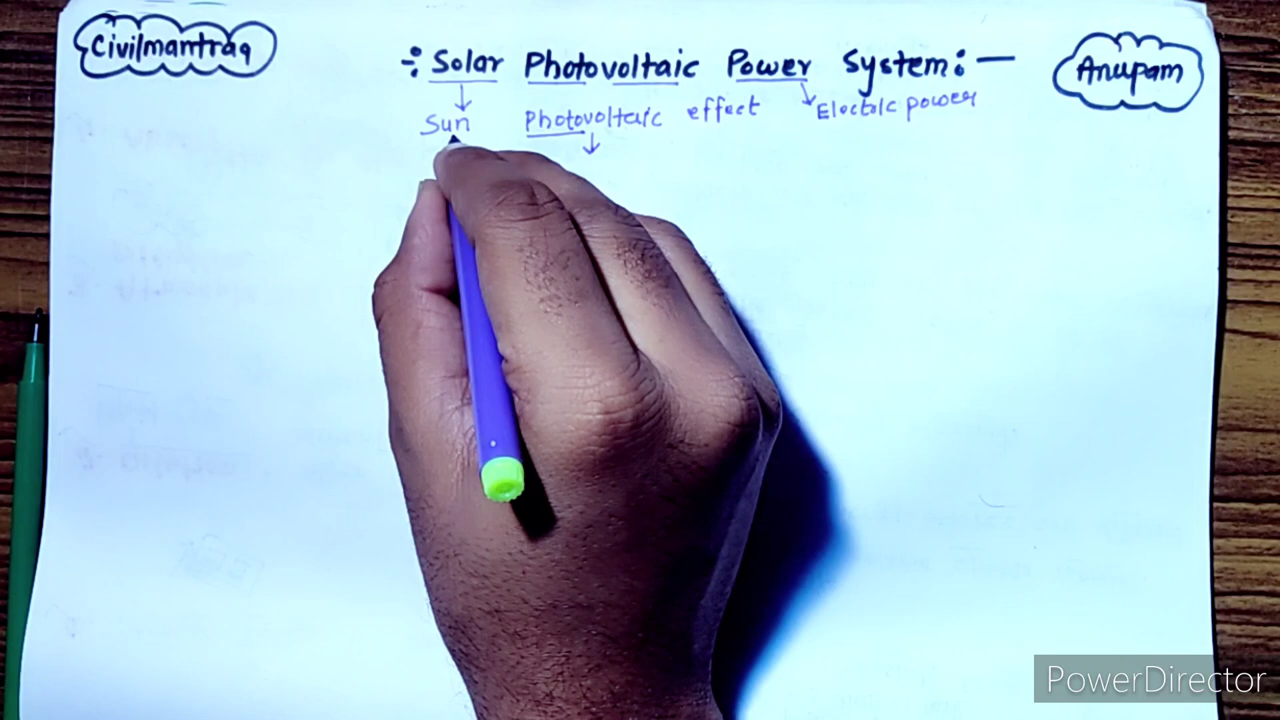 Civilmantraa
÷ Solar Photovoltaic Power System:—
Anupam
Sun Photovoltaic effect Electric power
PowerDirector